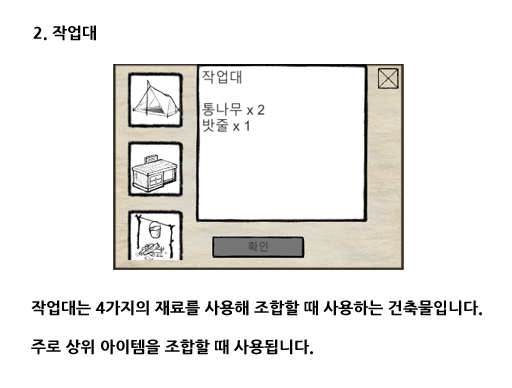 2. 작업대
작업대
통나무 x 2
밧줄 x 1
확인
작업대는 4가지의 재료를 사용해 조합할 때 사용하는 건축물입니다.
주로 상위 아이템을 조합할 때 사용됩니다.